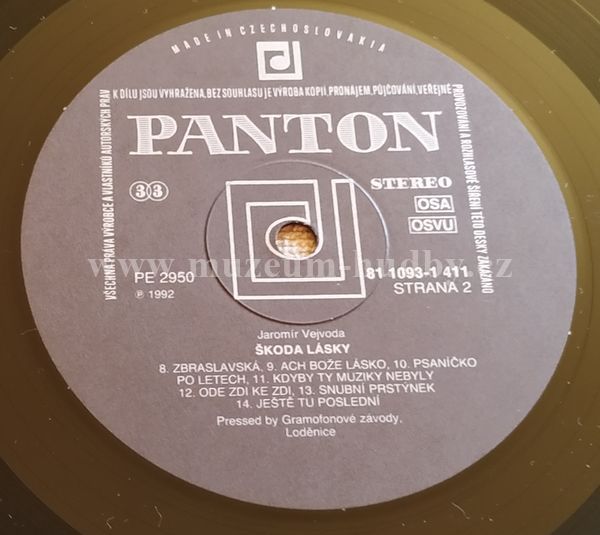 MADE IN CZECHOSLOVAKIA
VŠECHNA PRÁVA VÝROBCE A VLASTNÍKŮ AUTORSKÝCH PRÁV
K DÍLU JSOU VYHRAŽENA. BEZ SOUHLASU JE VÝROBA KOPIÍ, PRONÁJEM, PŮJČOVÁNÍ, VEŘEJNÉ
PROVOZOVÁNÍ A ROZHLASOVÉ ŠÍŘENÍ TÉTO DESKY ZAKÁZÁNO
PANTON
33
STEREO
OSA
OSVU
www.muzeum-hudby.cz
PE 2950
81 1093-1 411
Ⓟ 1992
STRANA 2
Jaromír Vejvoda
ŠKODA LÁSKY
8. ZBRASLAVSKÁ, 9. ACH BOŽE LÁSKO, 10. PSANÍČKO
PO LETECH, 11. KDYBY TY MUZIKY NEBYLY
12. ODE ZDI KE ZDI, 13. SNUBNÍ PRSTÝNEK
14. JEŠTĚ TU POSLEDNÍ
Pressed by Gramofonové závody,
Loděnice